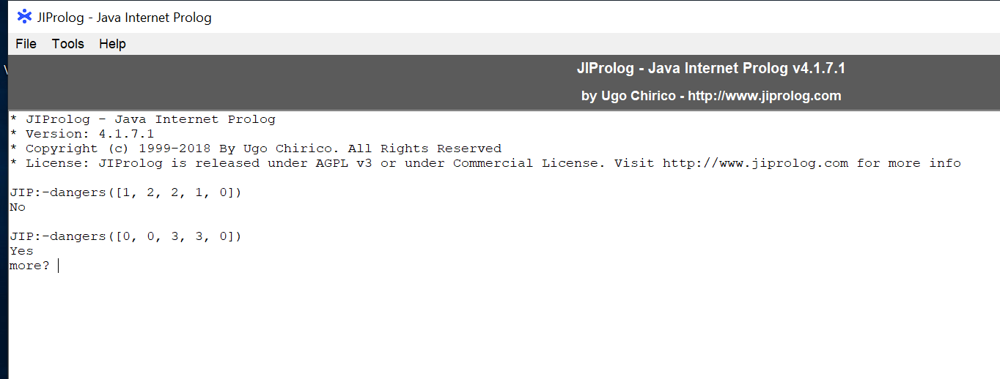 JIProlog - Java Internet Prolog
File Tools Help
JIProlog - Java Internet Prolog v4.1.7.1
by Ugo Chirico - http://www.jiprolog.com
* JIProlog - Java Internet Prolog
* Version: 4.1.7.1
* Copyright (c) 1999-2018 By Ugo Chirico. All Rights Reserved
* License: JIProlog is released under AGPL v3 or under Commercial License. Visit http://www.jiprolog.com for more info
JIP:-dangers([1, 2, 2, 1, 0])
No
JIP:-dangers([0, 0, 3, 3, 0])
Yes
more?